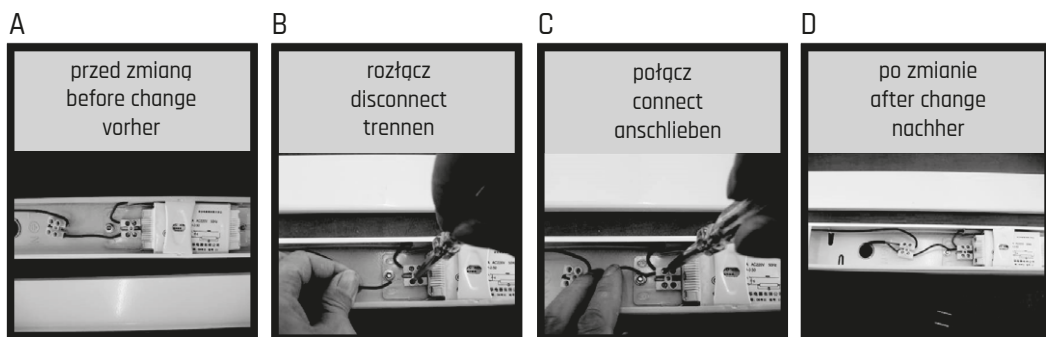 A
B
C
D
przed zmianą
before change
vorher
rozłącz
disconnect
trennen
połącz
connect
anschlieben
po zmianie
after change
nachher